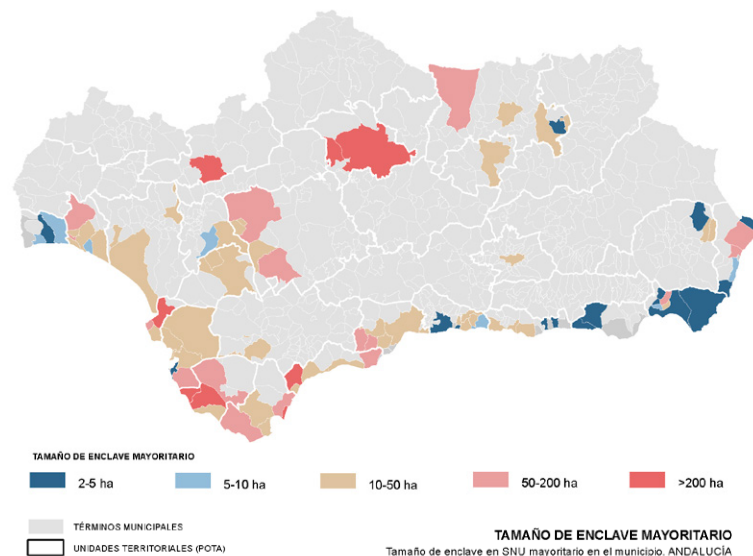 TAMAÑO DE ENCLAVE MAYORITARIO
2-5 ha
5-10 ha
10-50 ha
50-200 ha
>200 ha
TÉRMINOS MUNICIPALES
UNIDADES TERRITORIALES (POTA)
TAMAÑO DE ENCLAVE MAYORITARIO
Tamaño de enclave en SNU mayoritario en el municipio. ANDALUCÍA